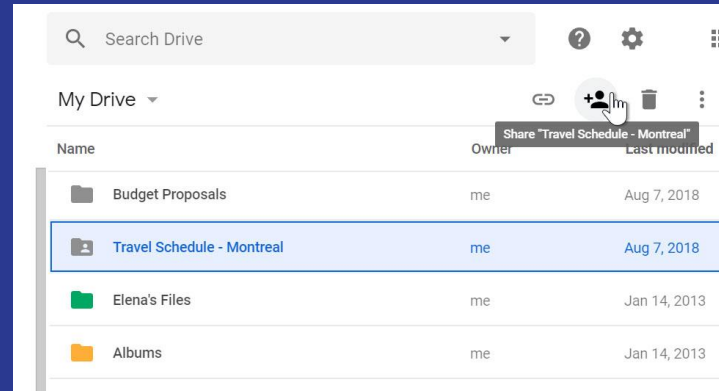 Search Drive
My Drive
Share "Travel Schedule - Montreal"
Name Owner Last modified
Budget Proposals me Aug 7, 2018
Travel Schedule - Montreal me Aug 7, 2018
Elena's Files me Jan 14, 2013
Albums me Jan 14, 2013